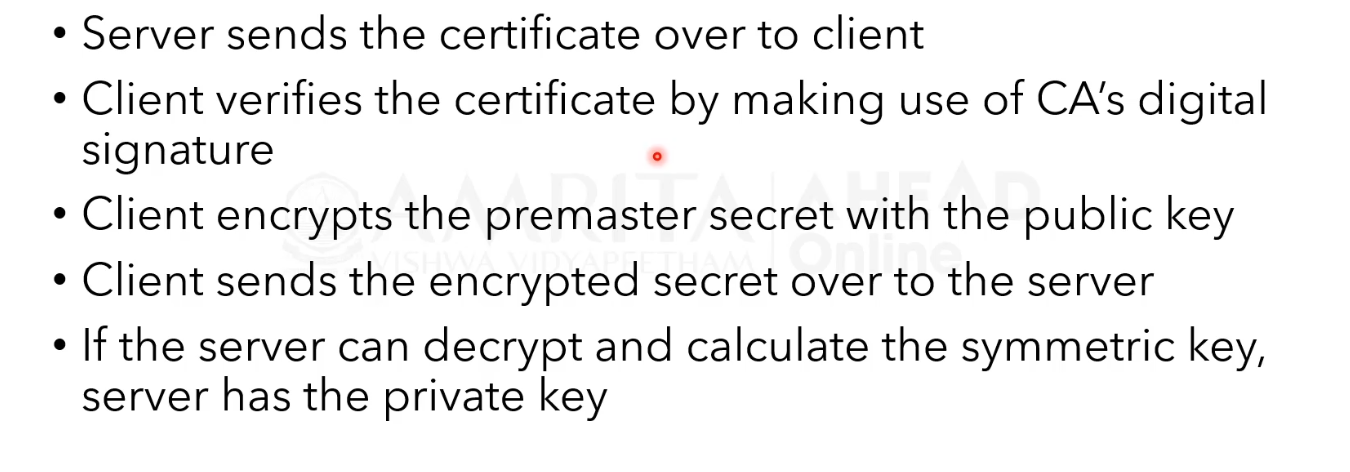 • Server sends the certificate over to client
• Client verifies the certificate by making use of CA's digital
signature
• Client encrypts the premaster secret with the public key
• Client sends the encrypted secret over to the server
• If the server can decrypt and calculate the symmetric key,
server has the private key
AMRITA VISHWA VIDYAPEETHAM
AHEAD Online